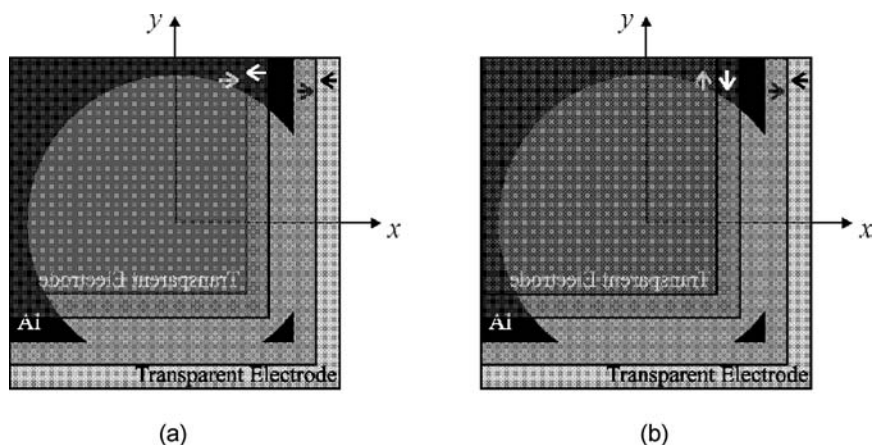 y
y
x
x
Transparent Electrode
Transparent Electrode
Al
Al
Transparent Electrode
Transparent Electrode
(a)
(b)